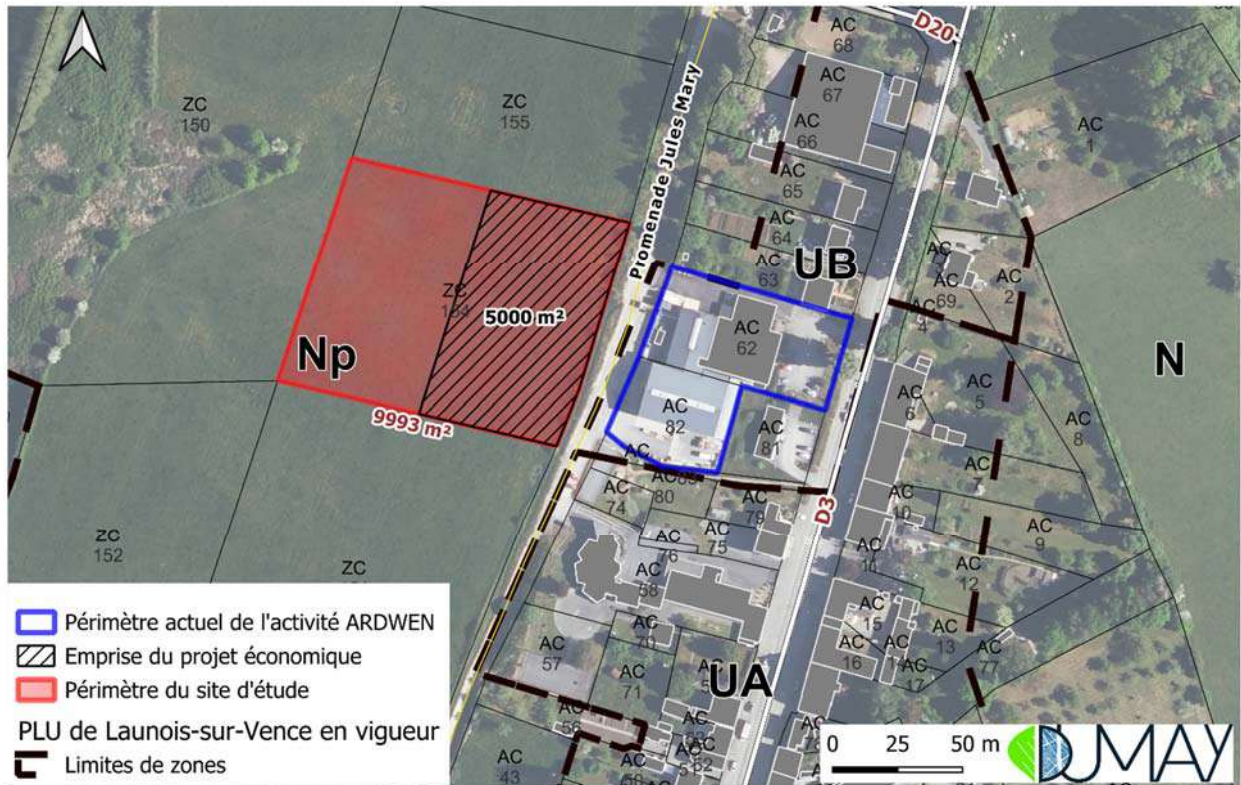 D20
AC
68
AC
67
ZC
150
ZC
155
AC
1
AC
66
Promenade Jules Mary
AC
65
AC
64
AC
63
UB
AC
69
AC
2
AC
4
5000 m²
AC
62
Np
N
AC
6
AC
5
AC
8
9993 m²
AC
82
AC
81
AC
AC
80
AC
74
AC
79
D3
AC
10
AC
7
AC
9
ZC
152
AC
75
AC
76
AC
58
AC
12
ZC
AC
15
AC
13
AC
16
AC
17
AC
77
AC
57
AC
71
UA
AC
56
AC
43
Périmètre actuel de l'activité ARDWEN
Emprise du projet économique
Périmètre du site d'étude
PLU de Launois-sur-Vence en vigueur
Limites de zones
0 25 50 m
DUMAY